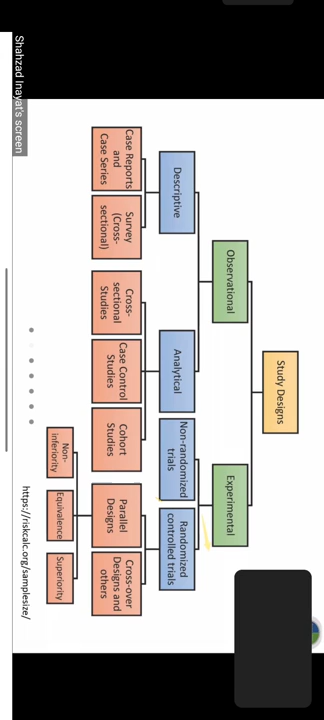 Shahzad Inayat's screen
Study Designs
Observational
Experimental
Descriptive
Analytical
Non-randomized
trials
Randomized
controlled trials
Case Reports
and
Case Series
Survey
(Cross-
sectional)
Cross-
sectional
Studies
Case Control
Studies
Cohort
Studies
Parallel
Designs
Cross-over
Designs and
others
Non-
inferiority
Equivalence
Superiority
https://riskcalc.org/samplesize/